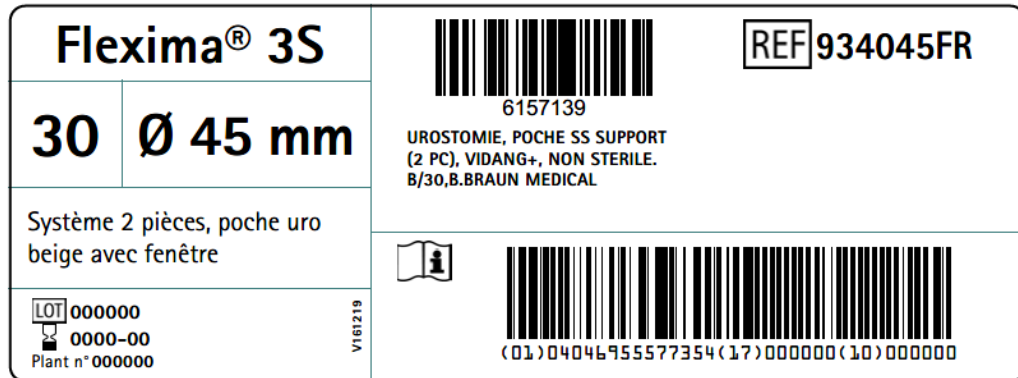 Flexima® 3S
30 Ø 45 mm
Système 2 pièces, poche uro
beige avec fenêtre
LOT 000000
0000-00
Plant n° 000000
V161219
6157139
UROSTOMIE, POCHE SS SUPPORT
(2 PC), VIDANG+, NON STERILE.
B/30,B.BRAUN MEDICAL
REF 934045FR
(01)04046955577354(17)000000(10)000000